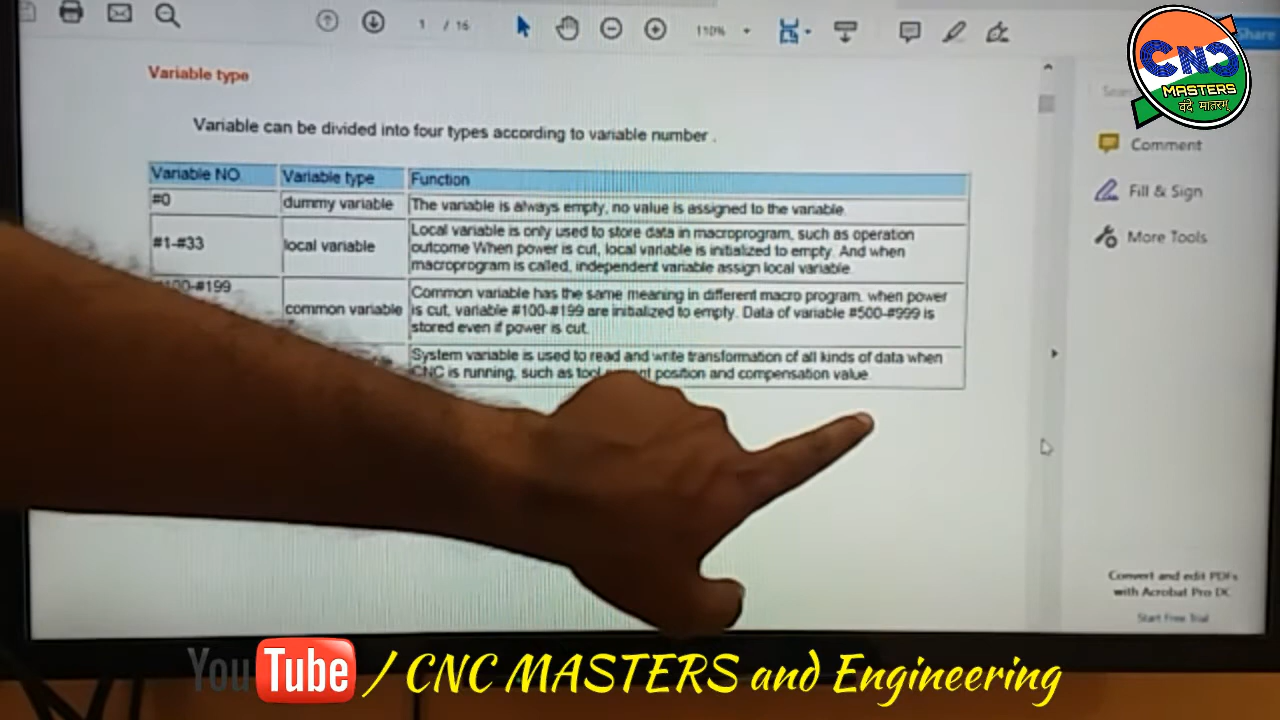 1 / 16
110%
Share
CNC
MASTERS
वंदे मातरम्
Variable type
Variable can be divided into four types according to variable number .
Variable NO. Variable type Function
#0 dummy variable The variable is always empty, no value is assigned to the variable.
#1-#33 local variable Local variable is only used to store data in macroprogram, such as operation
outcome When power is cut, local variable is initialized to empty. And when
macroprogram is called, independent variable assign local variable.
#100-#199
common variable Common variable has the same meaning in different macro program. when power
is cut, variable #100-#199 are initialized to empty. Data of variable #500-#999 is
stored even if power is cut.
System variable is used to read and write transformation of all kinds of data when
CNC is running, such as tool position and compensation value.
Comment
Fill & Sign
More Tools
Convert and edit PDFs
with Acrobat Pro DC
Start Free Trial
YouTube / CNC MASTERS and Engineering